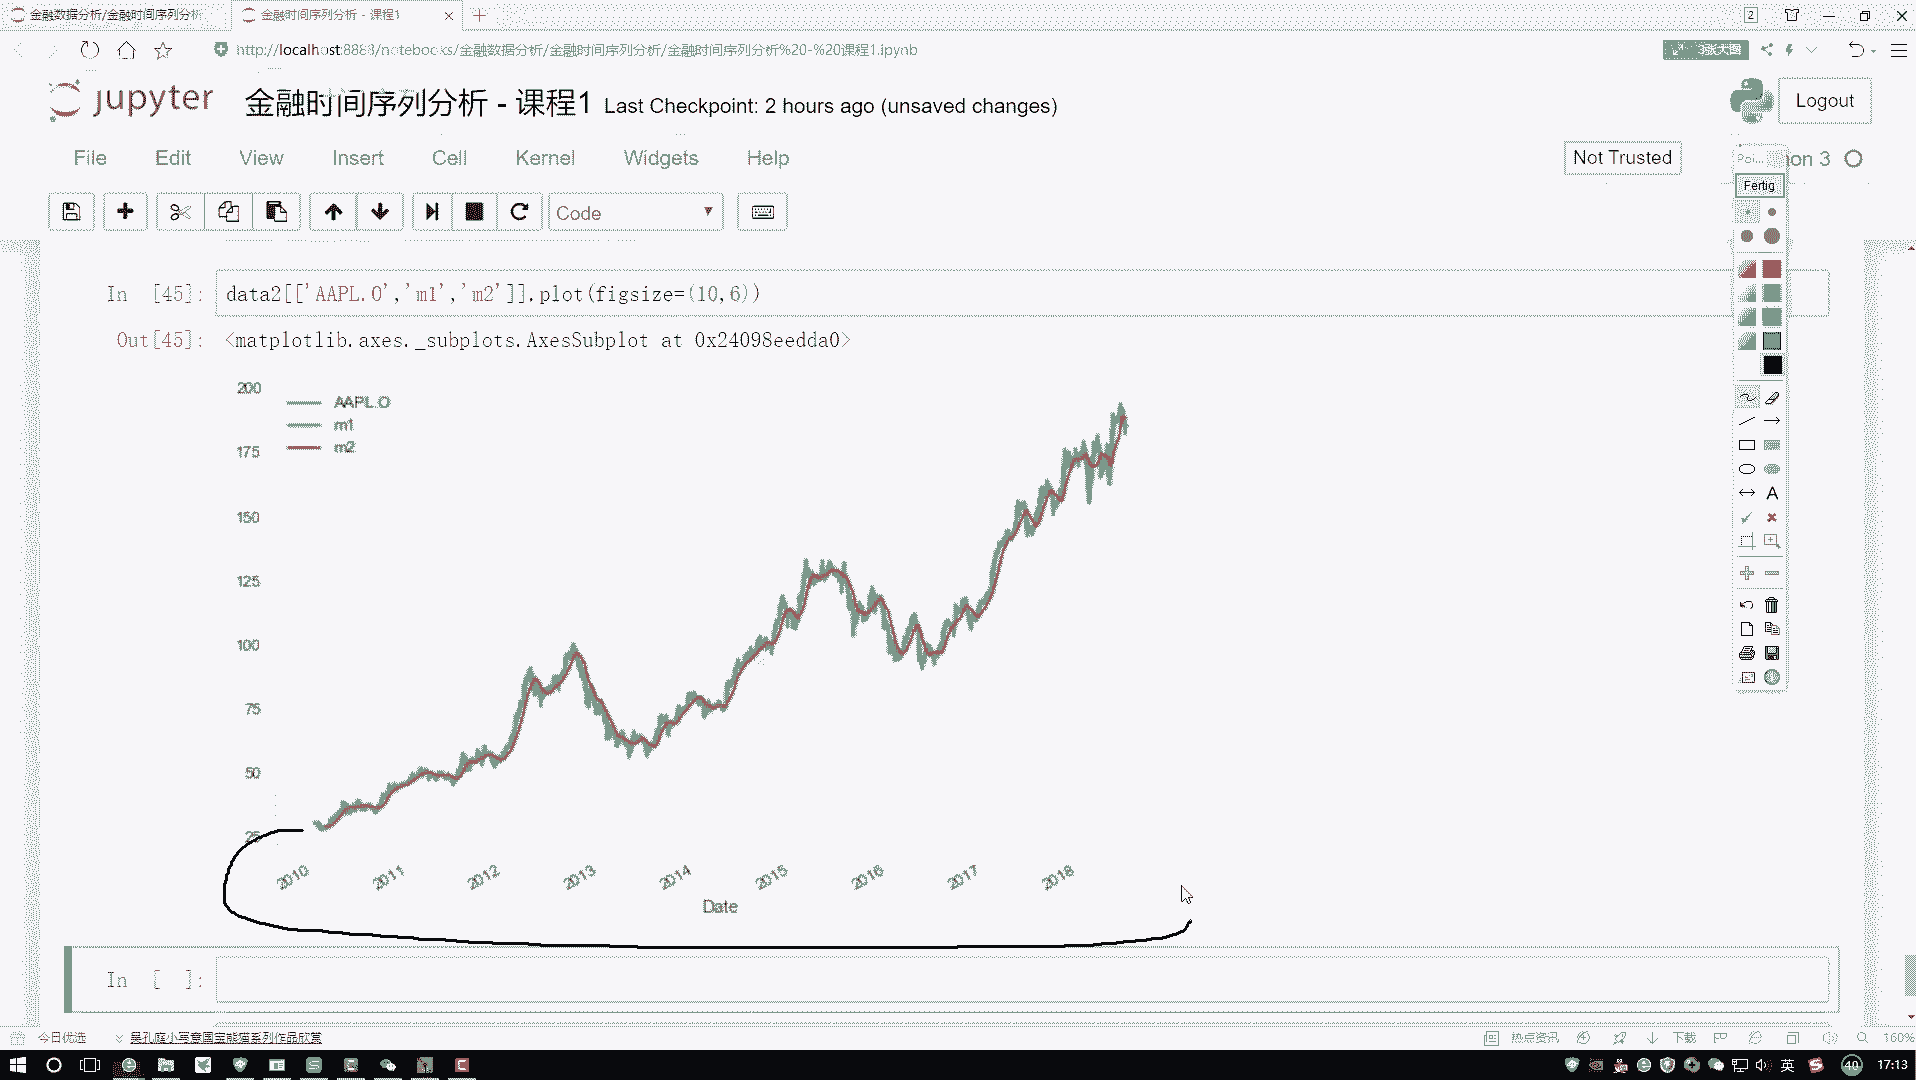 金融数据分析/金融时间序列分析
金融时间序列分析 - 课程1
2
http://localhost:8888/notebooks/金融数据分析/金融时间序列分析/金融时间序列分析%20-%20课程1.ipynb
3张大图
jupyter
金融时间序列分析 - 课程1 Last Checkpoint: 2 hours ago (unsaved changes)
Logout
File Edit View Insert Cell Kernel Widgets Help
Not Trusted
on 3
Poi...
Fertig
Code
In [45]: data2[['AAPL.O','m1','m2']].plot(figsize=(10,6))
Out[45]: <matplotlib.axes._subplots.AxesSubplot at 0x24098eedda0>
200
175
150
125
100
75
50
25
AAPL.O
m1
m2
A
2010 2011 2012 2013 2014 2015 2016 2017 2018
Date
In [ ]:
今日优选
吴孔庭小写意国宝熊猫系列作品欣赏
热点资讯
下载
160%
英
40
17:13